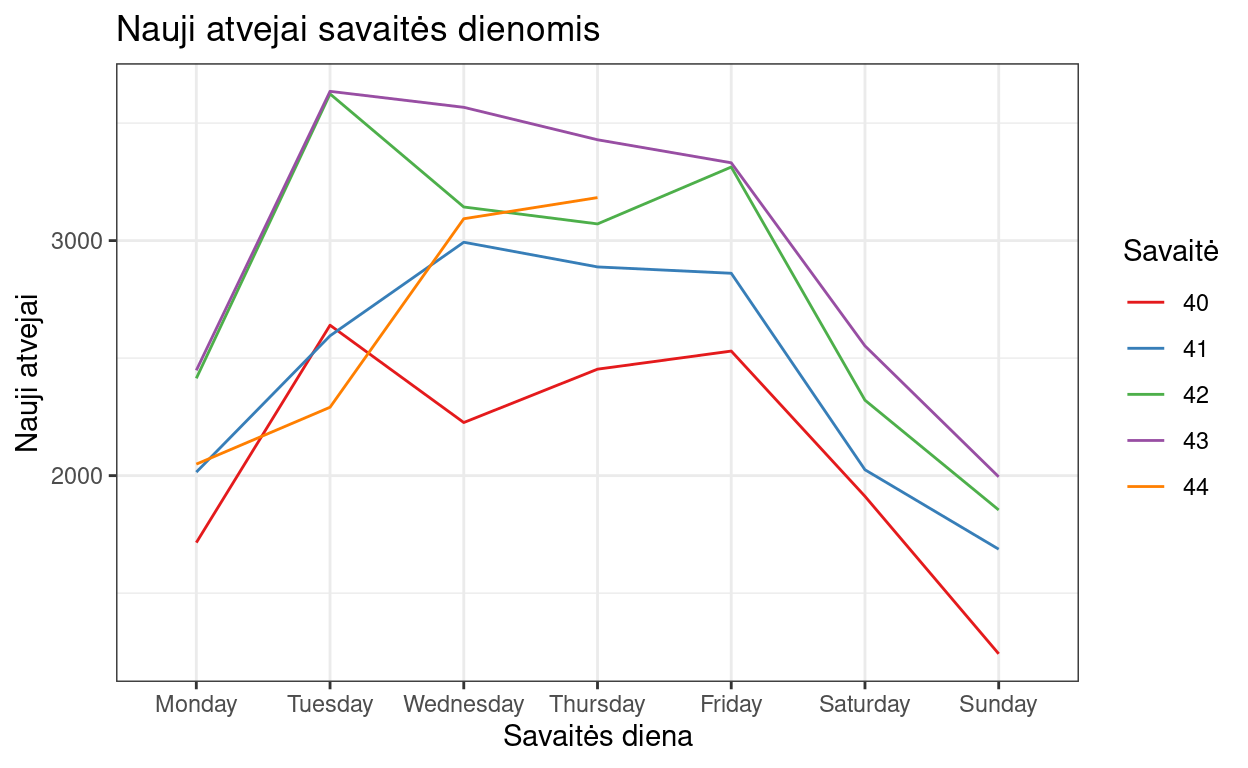 Nauji atvejai savaitės dienomis
Nauji atvejai
3000
2000
Monday Tuesday Wednesday Thursday Friday Saturday Sunday
Savaitės diena
Savaitė
40
41
42
43
44